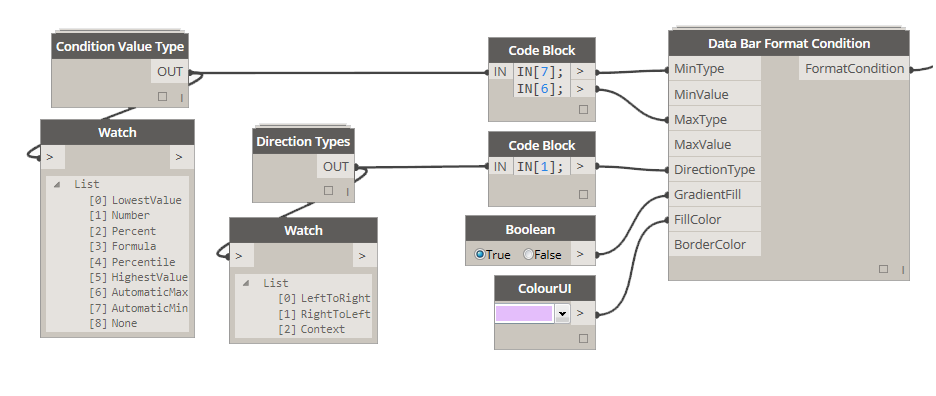 Condition Value Type
OUT
Watch
>
>
List
[0] LowestValue
[1] Number
[2] Percent
[3] Formula
[4] Percentile
[5] HighestValue
[6] AutomaticMax
[7] AutomaticMin
[8] None
Direction Types
OUT
Watch
>
>
List
[0] LeftToRight
[1] RightToLeft
[2] Context
Code Block
IN IN[7]; >
IN[6]; >
Code Block
IN IN[1]; >
Boolean
True False >
ColourUI
>
Data Bar Format Condition
MinType FormatCondition
MinValue
MaxType
MaxValue
DirectionType
GradientFill
FillColor
BorderColor